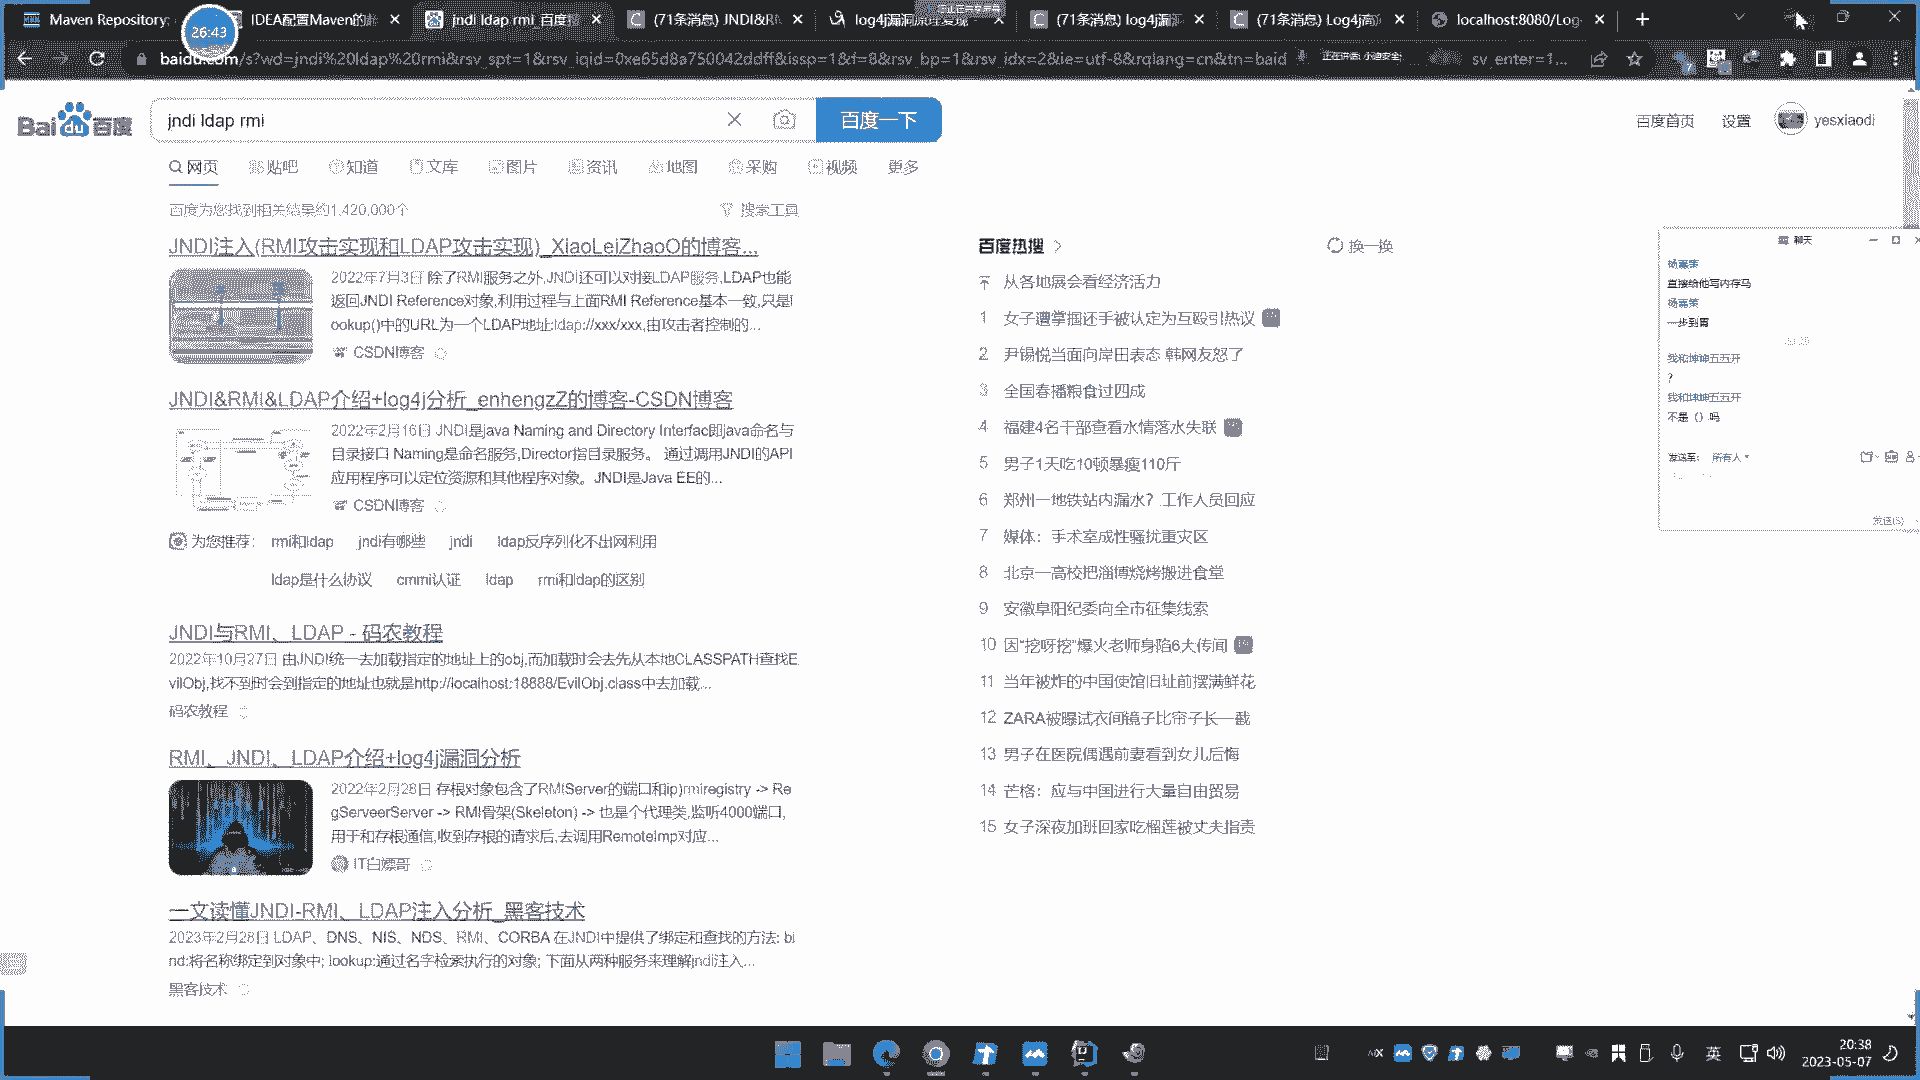 Maven Repository:
26:43
IDEA配置Maven的
jndi ldap rmi_百度
(71条消息) JNDI&R
log4j漏洞原理复现
(71条消息) log4j漏
(71条消息) Log4j高
localhost:8080/Log
baidu.com/s?wd=jndi%20ldap%20rmi&rsv_spt=1&rsv_iqid=0xe65d8a750042ddff&issp=1&f=8&rsv_bp=1&rsv_idx=2&ie=utf-8&rqlang=cn&tn=baid
sv_enter=1...
Bai du 百度
jndi ldap rmi
百度一下
百度首页 设置 yesxiaodi
网页 贴吧 知道 文库 图片 资讯 地图 采购 视频 更多
百度为您找到相关结果约1,420,000个
搜索工具
JNDI注入(RMI攻击实现和LDAP攻击实现)_XiaoLeiZhaoO的博客...
2022年7月3日 除了RMI服务之外,JNDI还可以对接LDAP服务,LDAP也能
返回JNDI Reference对象,利用过程与上面RMI Reference基本一致,只是l
ookup()中的URL为一个LDAP地址:ldap://xxx/xxx,由攻击者控制的...
CSDN博客
JNDI&RMI&LDAP介绍+log4j分析_enhengzZ的博客-CSDN博客
2022年2月16日 JNDI是java Naming and Directory Interfac即java命名与
目录接口 Naming是命名服务,Director指目录服务。 通过调用JNDI的API
应用程序可以定位资源和其他程序对象。JNDI是Java EE的...
CSDN博客
为您推荐: rmi和ldap jndi有哪些 jndi ldap反序列化不出网利用
ldap是什么协议 cmmi认证 ldap rmi和ldap的区别
JNDI与RMI、LDAP - 码农教程
2022年10月27日 由JNDI统一去加载指定的地址上的obj,而加载时会去先从本地CLASSPATH查找E
vilObj,找不到时会到指定的地址也就是http://localhost:18888/EvilObj.class中去加载...
码农教程
RMI、JNDI、LDAP介绍+log4j漏洞分析
2022年2月28日 存根对象包含了RMIServer的端口和ip)rmiregistry -> Re
gServeerServer -> RMI骨架(Skeleton) -> 也是个代理类,监听4000端口,
用于和存根通信,收到存根的请求后,去调用RemoteImp对应...
IT白嫖哥
一文读懂JNDI-RMI、LDAP注入分析_黑客技术
2023年2月28日 LDAP、DNS、NIS、NDS、RMI、CORBA 在JNDI中提供了绑定和查找的方法: bi
nd:将名称绑定到对象中; lookup:通过名字检索执行的对象; 下面从两种服务来理解jndi注入...
黑客技术
百度热搜
换一换
从各地展会看经济活力
1 女子遭掌掴还手被认定为互殴引热议
2 尹锡悦当面向岸田表态 韩网友怒了
3 全国春播粮食过四成
4 福建4名干部查看水情落水失联
5 男子1天吃10顿暴瘦110斤
6 郑州一地铁站内漏水?工作人员回应
7 媒体：手术室成性骚扰重灾区
8 北京一高校把淄博烧烤搬进食堂
9 安徽阜阳纪委向全市征集线索
10 因“挖呀挖”爆火老师身陷6大传闻
11 当年被炸的中国使馆旧址前摆满鲜花
12 ZARA被曝试衣间镜子比帘子长一截
13 男子在医院偶遇前妻看到女儿后悔
14 芒格：应与中国进行大量自由贸易
15 女子深夜加班回家吃榴莲被丈夫指责
聊天
直接给他写内存马
一步到胃
我和坤坤五五开
?
我和坤坤五五开
不是（）吗
发送至: 所有人
发送(S)
英
20:38
2023-05-07